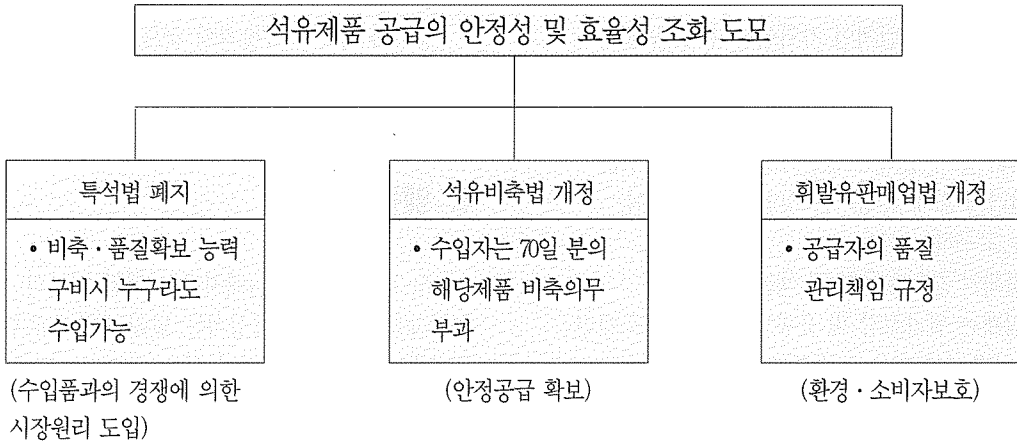 석유제품 공급의 안정성 및 효율성 조화 도모
특석법 폐지
• 비축·품질확보 능력
구비시 누구라도
수입가능
(수입품과의 경쟁에 의한
시장원리 도입)
석유비축법 개정
• 수입자는 70일 분의
해당제품 비축의무
부과
(안정공급 확보)
휘발유판매업법 개정
• 공급자의 품질
관리책임 규정
(환경·소비자보호)